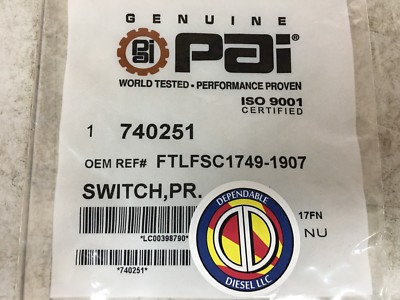 GENUINE
pai
pai®
WORLD TESTED • PERFORMANCE PROVEN
ISO 9001
CERTIFIED
1 740251
OEM REF# FTLFSC1749-1907
SWITCH,PR.
DEPENDABLE
DIESEL LLC
17FN
*LC00398790*
NU
*740251*